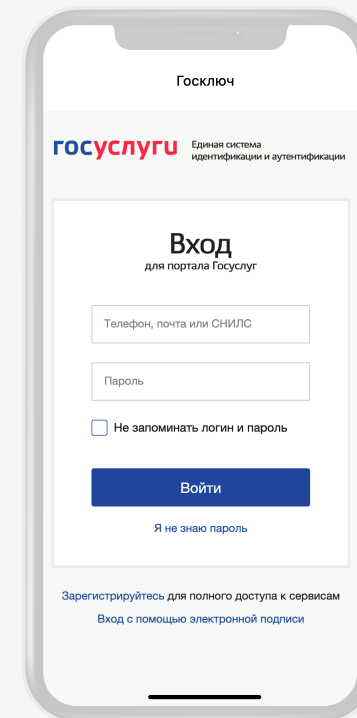 Госключ
госуслуги
Единая система
идентификации и аутентификации
Вход
для портала Госуслуг
Телефон, почта или СНИЛС
Пароль
Не запоминать логин и пароль
Войти
Я не знаю пароль
Зарегистрируйтесь для полного доступа к сервисам
Вход с помощью электронной подписи